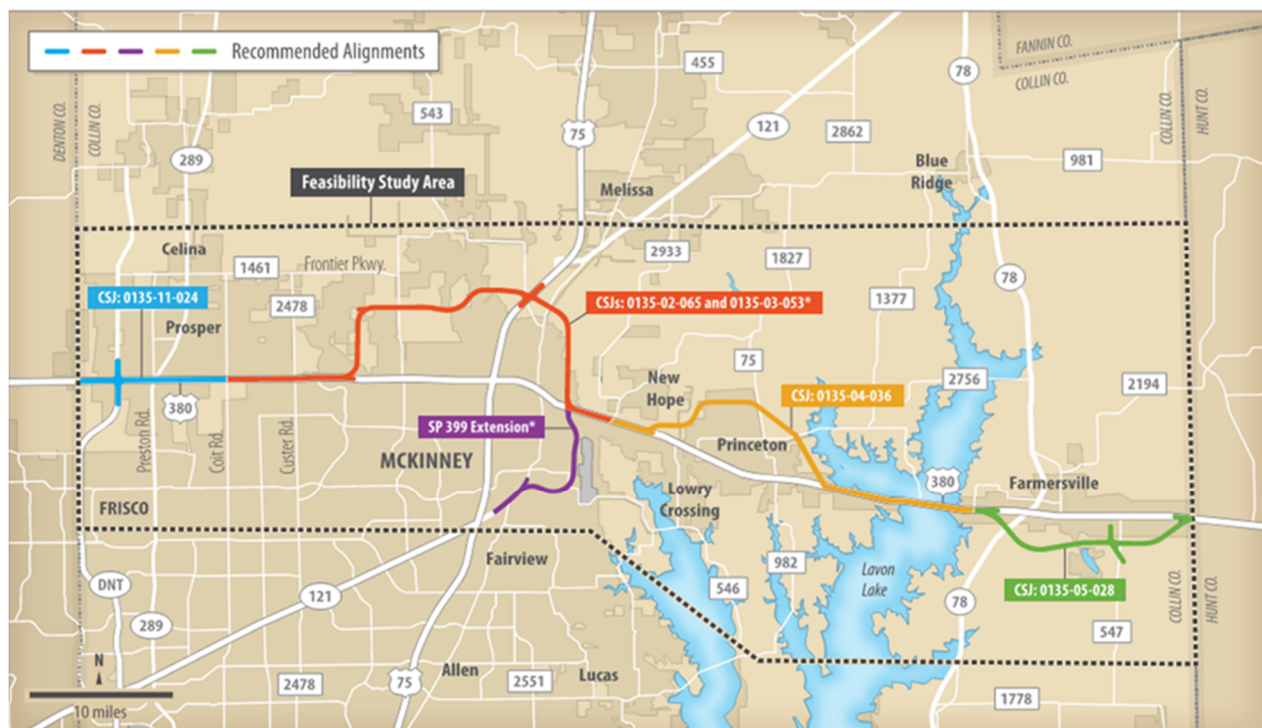 Recommended Alignments
FANNIN CO.
COLLIN CO.
455
78
DENTON CO.
COLLIN CO.
543
75
121
2862
COLLIN CO.
HUNT CO.
289
Blue
Ridge
981
Feasibility Study Area
Melissa
Celina
2933
1827
1461
Frontier Pkwy.
78
CSJ: 0135-11-024
2478
CSJs: 0135-02-065 and 0135-03-053*
1377
Prosper
75
New
Hope
2756
2194
380
Preston Rd.
Coit Rd.
Custer Rd.
SP 399 Extension*
CSJ: 0135-04-036
Princeton
MCKINNEY
380
Farmersville
Lowry
Crossing
FRISCO
Fairview
DNT
121
546
982
Lavon
Lake
78
CSJ: 0135-05-028
COLLIN CO.
HUNT CO.
289
547
N
Allen
2478
75
2551
Lucas
1778
10 miles